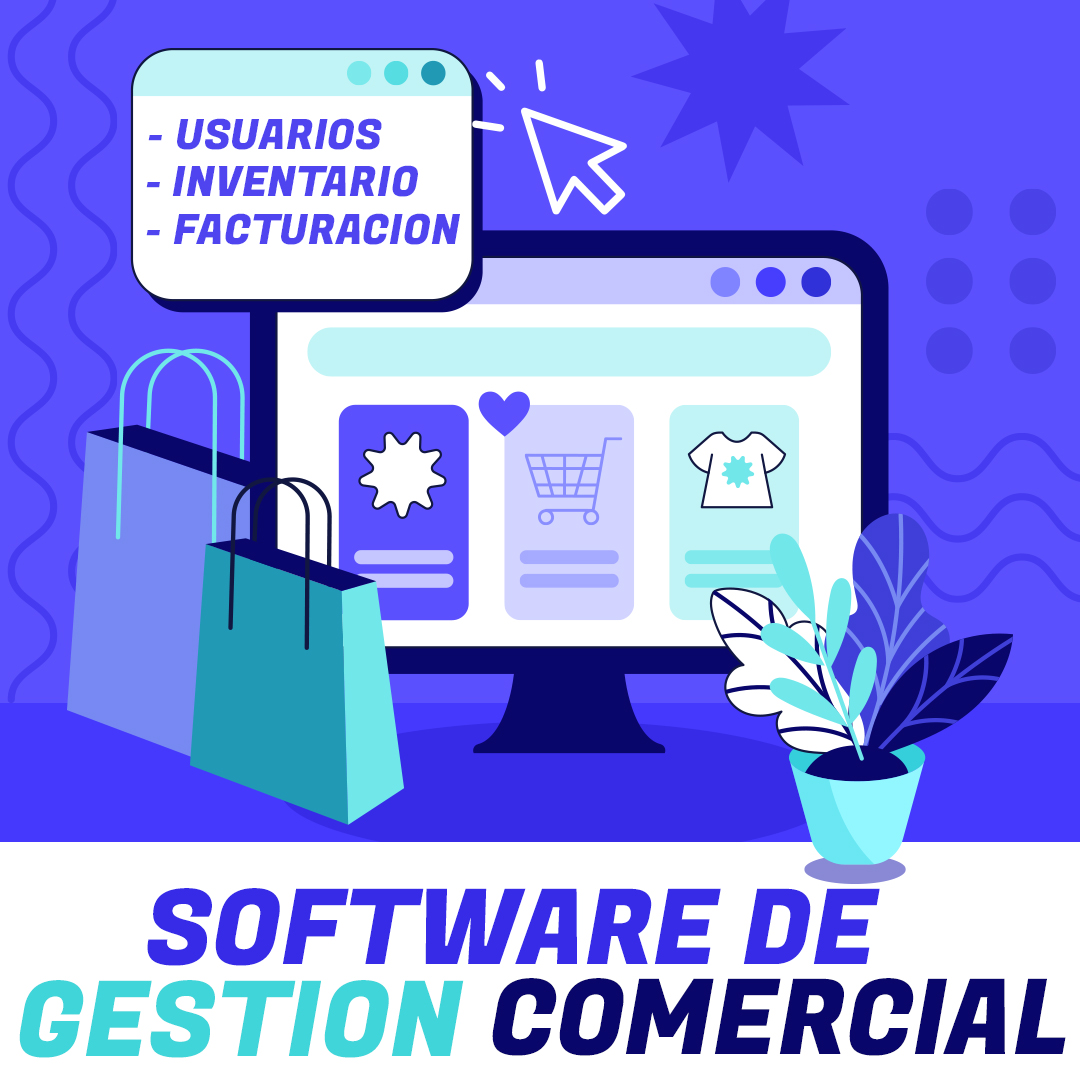 - USUARIOS
- INVENTARIO
- FACTURACION
SOFTWARE DE
GESTION COMERCIAL